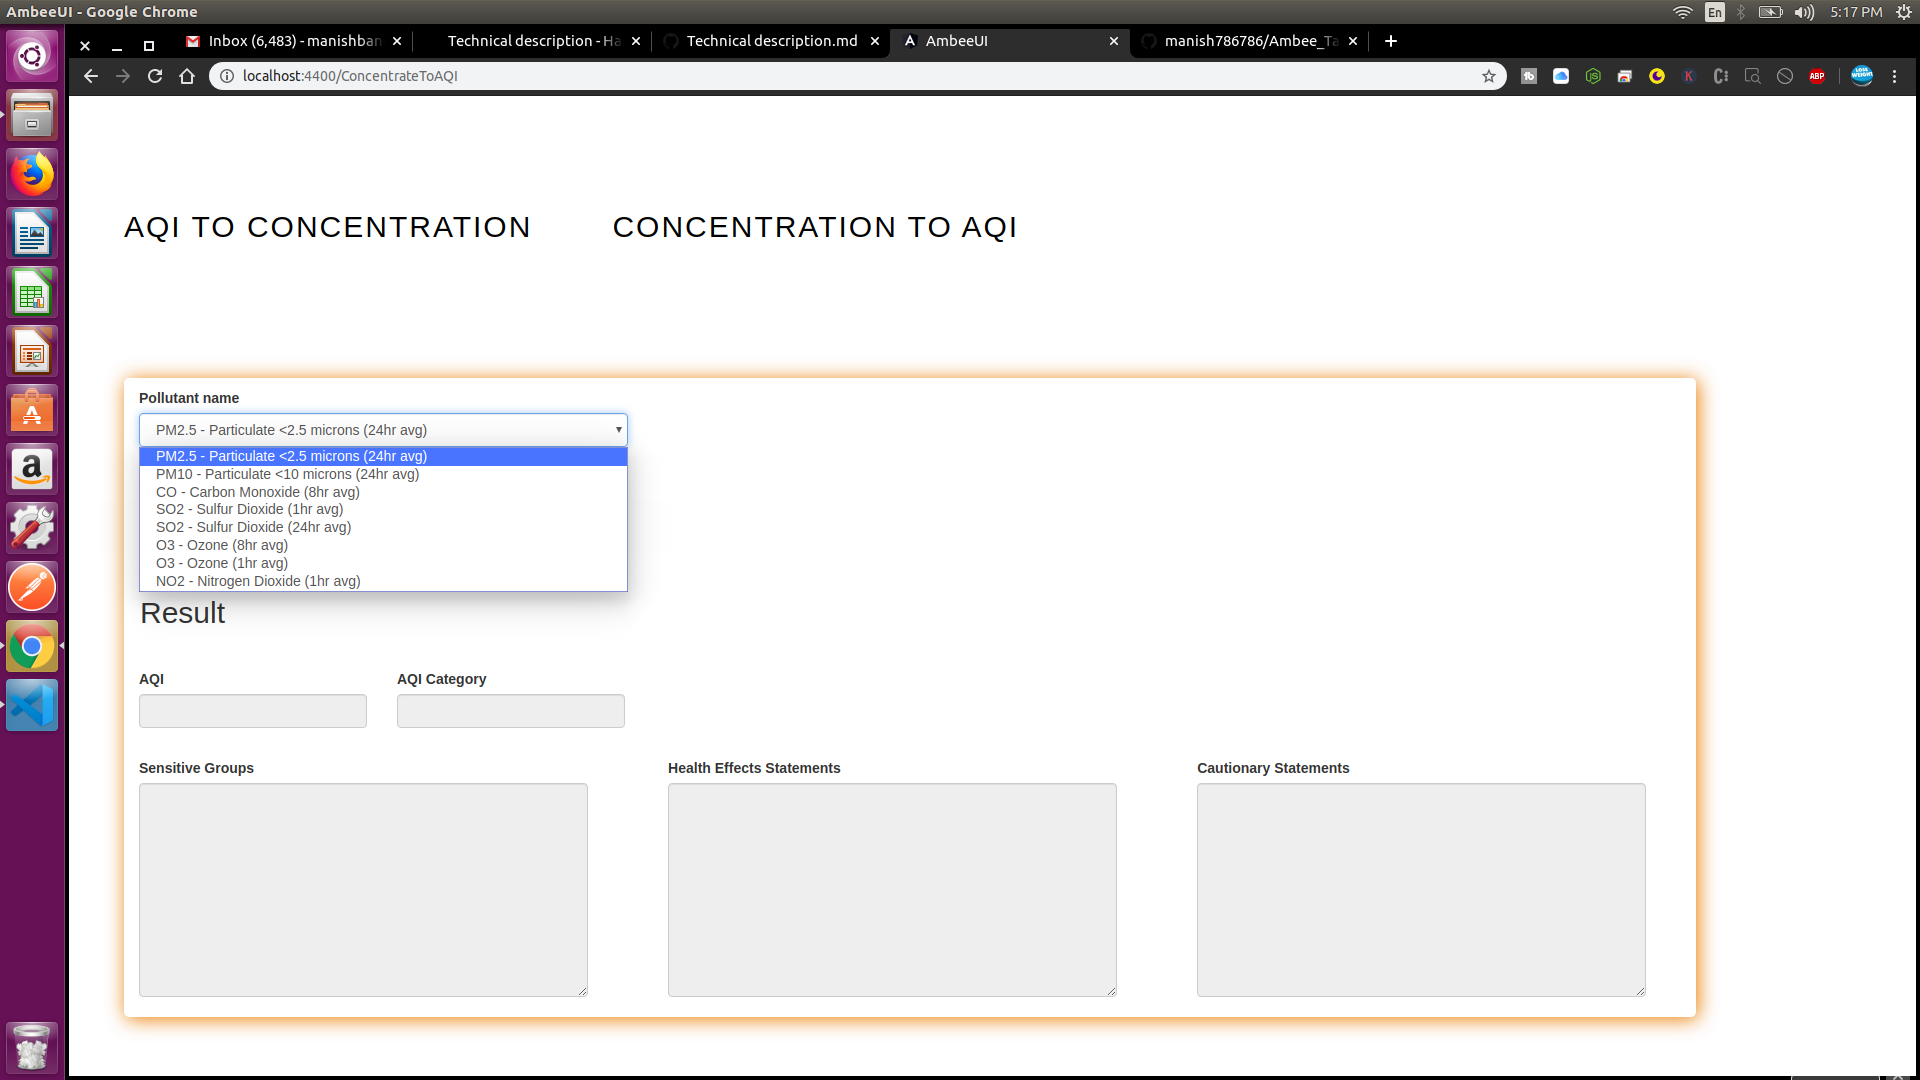 AmbeeUI - Google Chrome
En
5:17 PM
Inbox (6,483) - manishban
Technical description - Ha
Technical description.md
AmbeeUI
manish786786/Ambee_Ta
localhost:4400/ConcentrateToAQI
ABP
AQI TO CONCENTRATION
CONCENTRATION TO AQI
Pollutant name
PM2.5 - Particulate <2.5 microns (24hr avg)
PM2.5 - Particulate <2.5 microns (24hr avg)
PM10 - Particulate <10 microns (24hr avg)
CO - Carbon Monoxide (8hr avg)
SO2 - Sulfur Dioxide (1hr avg)
SO2 - Sulfur Dioxide (24hr avg)
O3 - Ozone (8hr avg)
O3 - Ozone (1hr avg)
NO2 - Nitrogen Dioxide (1hr avg)
Result
AQI
AQI Category
Sensitive Groups
Health Effects Statements
Cautionary Statements